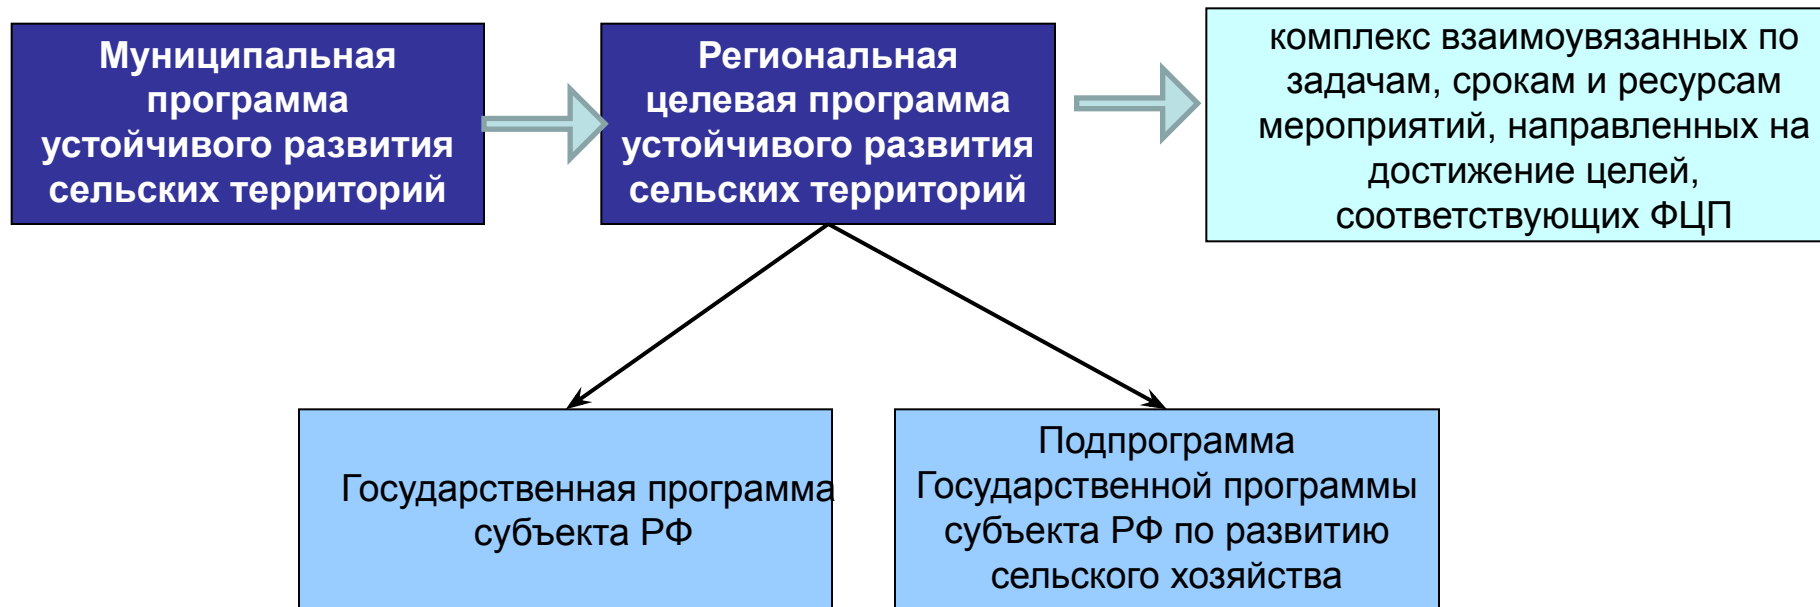 Муниципальная
программа
устойчивого развития
сельских территорий
Региональная
целевая программа
устойчивого развития
сельских территорий
комплекс взаимоувязанных по
задачам, срокам и ресурсам
мероприятий, направленных на
достижение целей,
соответствующих ФЦП
Государственная программа
субъекта РФ
Подпрограмма
Государственной программы
субъекта РФ по развитию
сельского хозяйства